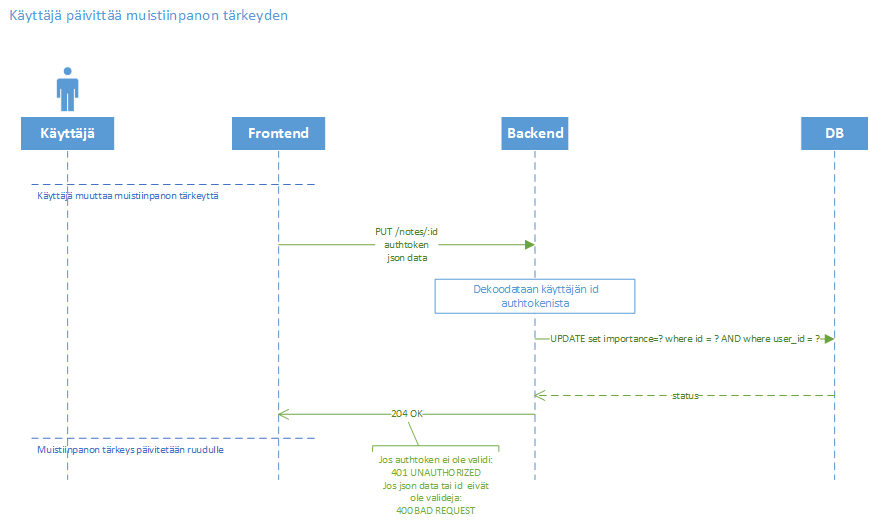 Käyttäjä päivittää muistiinpanon tärkeyden
Käyttäjä
Frontend
Backend
DB
Käyttäjä muuttaa muistiinpanon tärkeyttä
PUT /notes/:id
authtoken
json data
Dekoodataan käyttäjän id
authtokenista
UPDATE set importance=? where id = ? AND where user_id = ?
status
204 OK
Muistiinpanon tärkeys päivitetään ruudulle
Jos authtoken ei ole validi:
401 UNAUTHORIZED
Jos json data tai id eivät
ole valideja:
400 BAD REQUEST